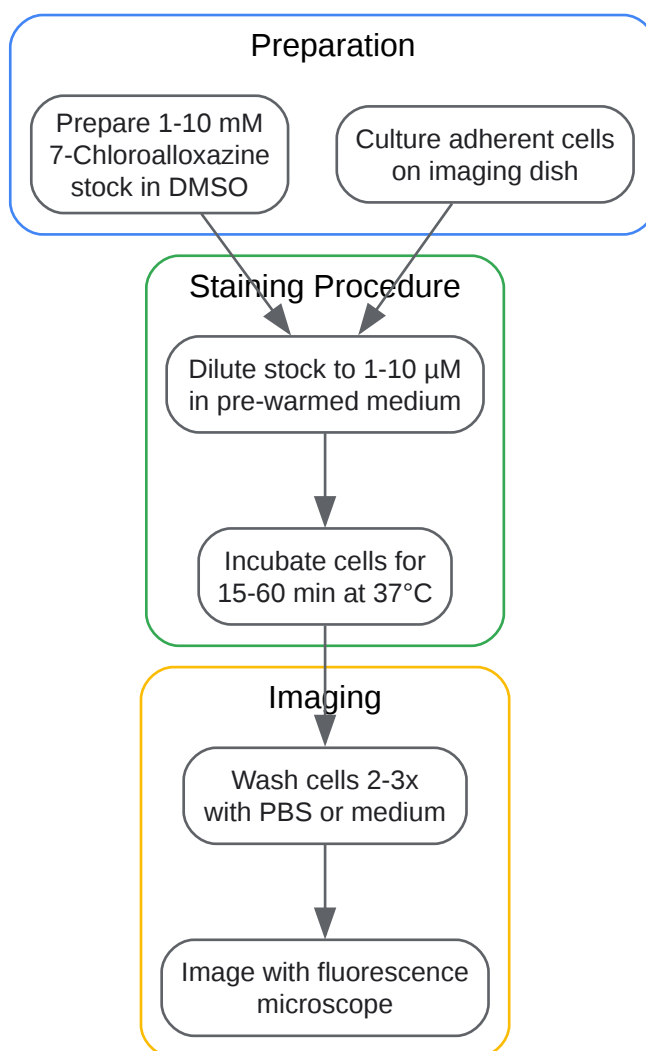 Preparation
Prepare 1-10 mM
7-Chloroalloxazine
stock in DMSO
Culture adherent cells
on imaging dish
Staining Procedure
Dilute stock to 1-10 µM
in pre-warmed medium
Incubate cells for
15-60 min at 37°C
Imaging
Wash cells 2-3x
with PBS or medium
Image with fluorescence
microscope